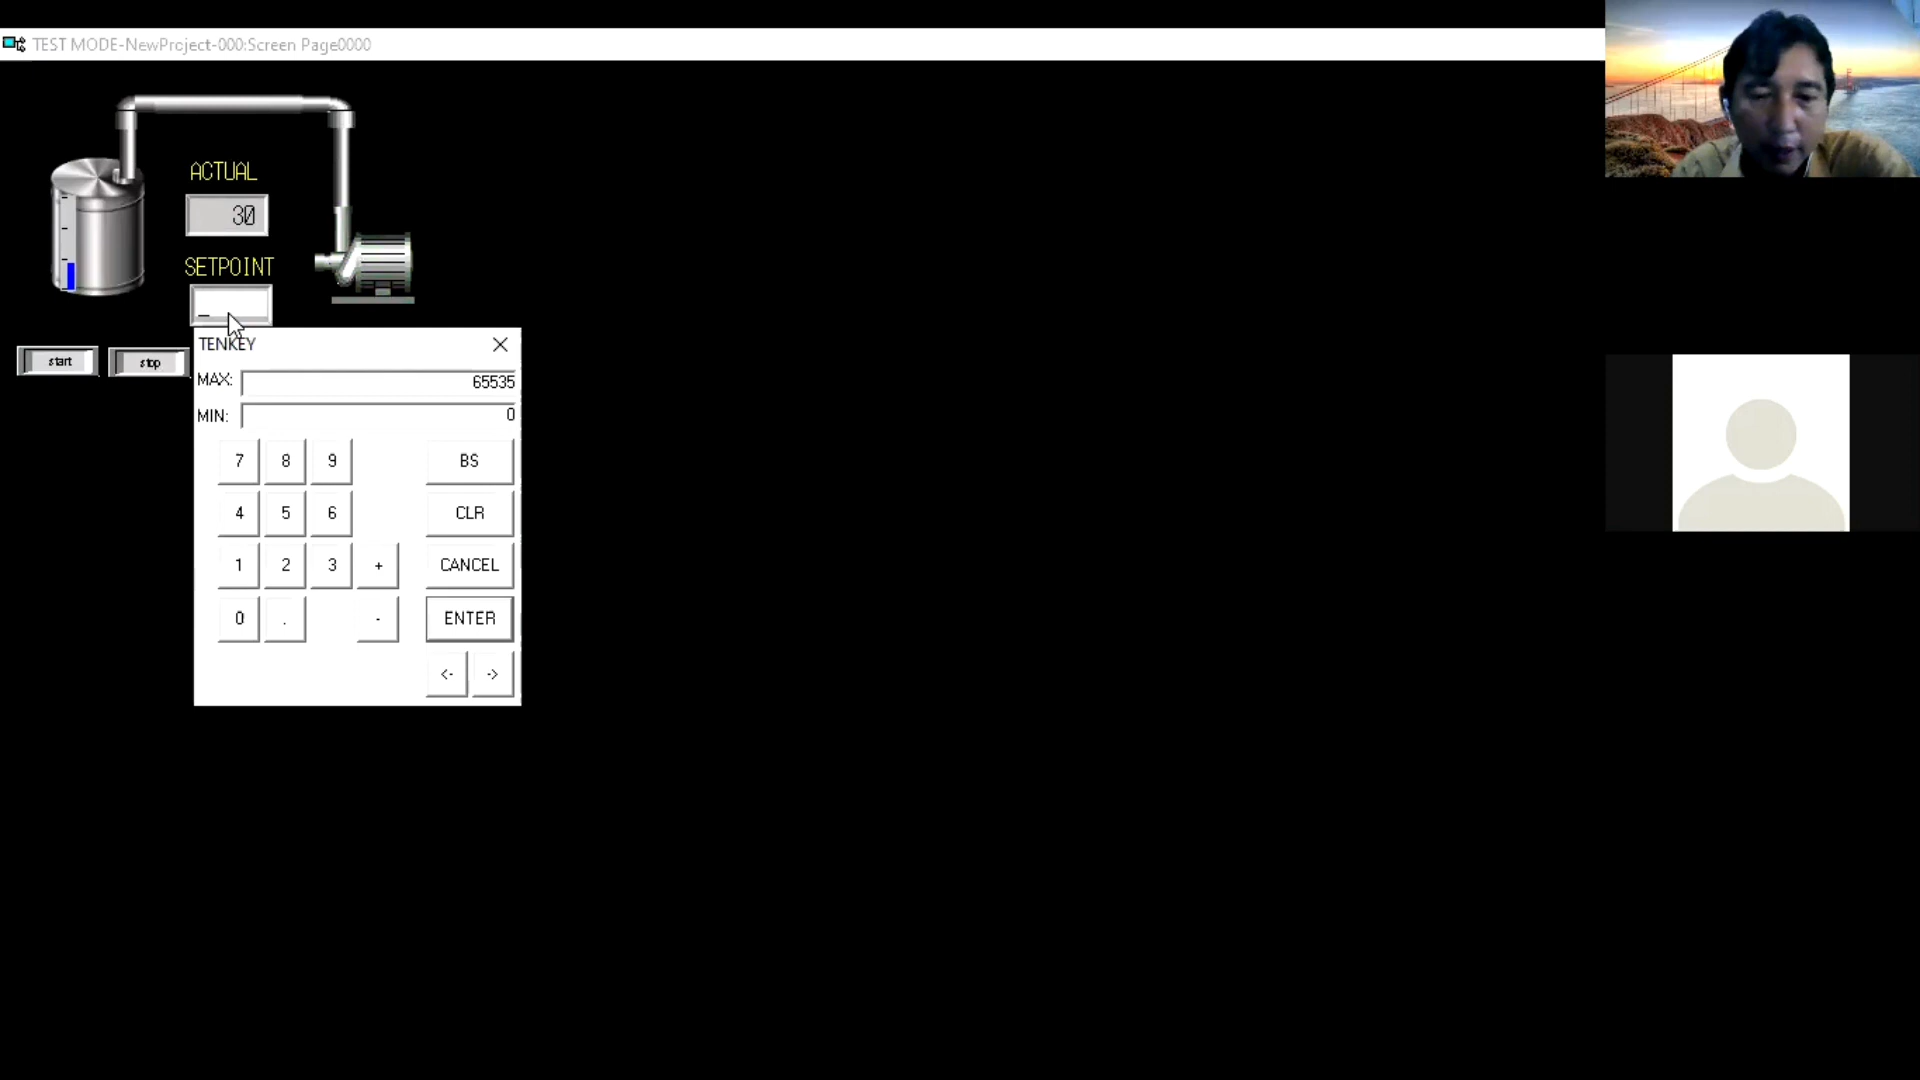 TEST MODE-NewProject-000:Screen Page0000
ACTUAL
30
SETPOINT
_
start
stop
TENKEY
MAX: 65535
MIN: 0
7 8 9 BS
4 5 6 CLR
1 2 3 + CANCEL
0 . - ENTER
<- ->